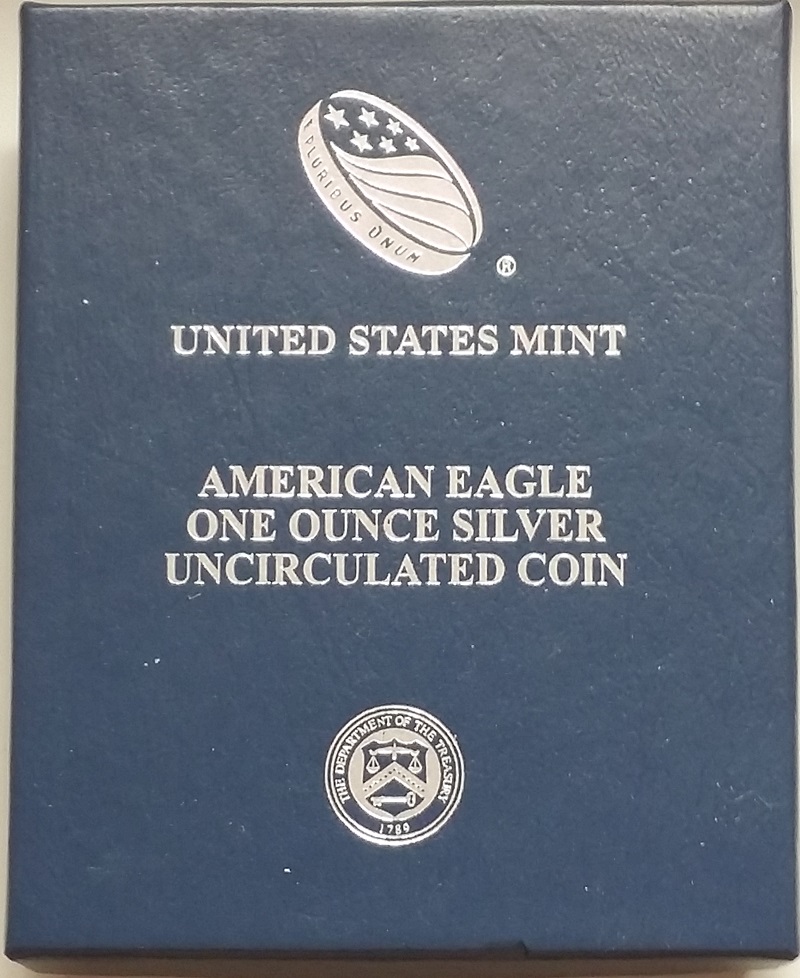 E PLURIBUS UNUM
®
UNITED STATES MINT
AMERICAN EAGLE
ONE OUNCE SILVER
UNCIRCULATED COIN
THE DEPARTMENT OF THE TREASURY
1789